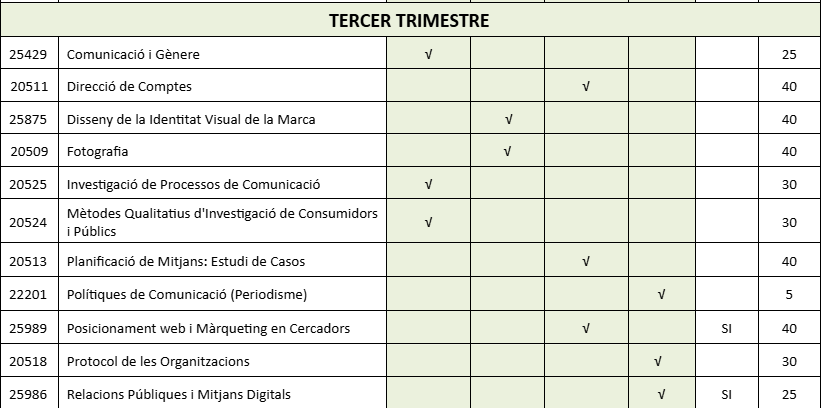 TERCER TRIMESTRE
25429 Comunicació i Gènere √ 25
20511 Direcció de Comptes √ 40
25875 Disseny de la Identitat Visual de la Marca √ 40
20509 Fotografia √ 40
20525 Investigació de Processos de Comunicació √ 30
20524 Mètodes Qualitatius d'Investigació de Consumidors
i Públics √ 30
20513 Planificació de Mitjans: Estudi de Casos √ 40
22201 Polítiques de Comunicació (Periodisme) √ 5
25989 Posicionament web i Màrqueting en Cercadors √ SI 40
20518 Protocol de les Organitzacions √ 30
25986 Relacions Públiques i Mitjans Digitals √ SI 25